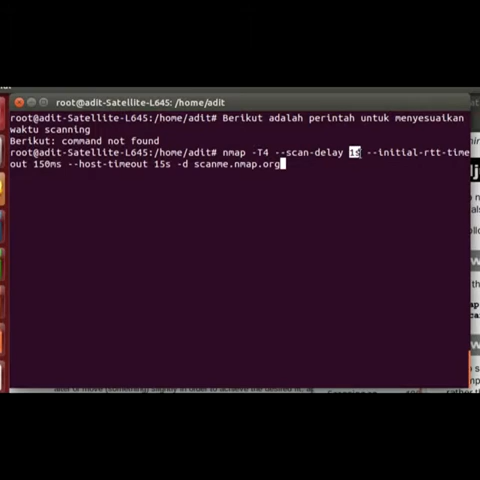 root@adit-Satellite-L645: /home/adit
root@adit-Satellite-L645:/home/adit# Berikut adalah perintah untuk menyesuaikan
waktu scanning
Berikut: command not found
root@adit-Satellite-L645:/home/adit# nmap -T4 --scan-delay 1s --initial-rtt-time
out 150ms --host-timeout 15s -d scanme.nmap.org